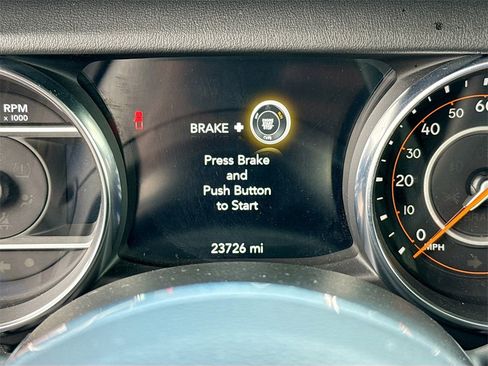 RPM
x 1000
BRAKE +
Press Brake
and
Push Button
to Start
23726 mi
60
50
40
30
20
10
0
MPH